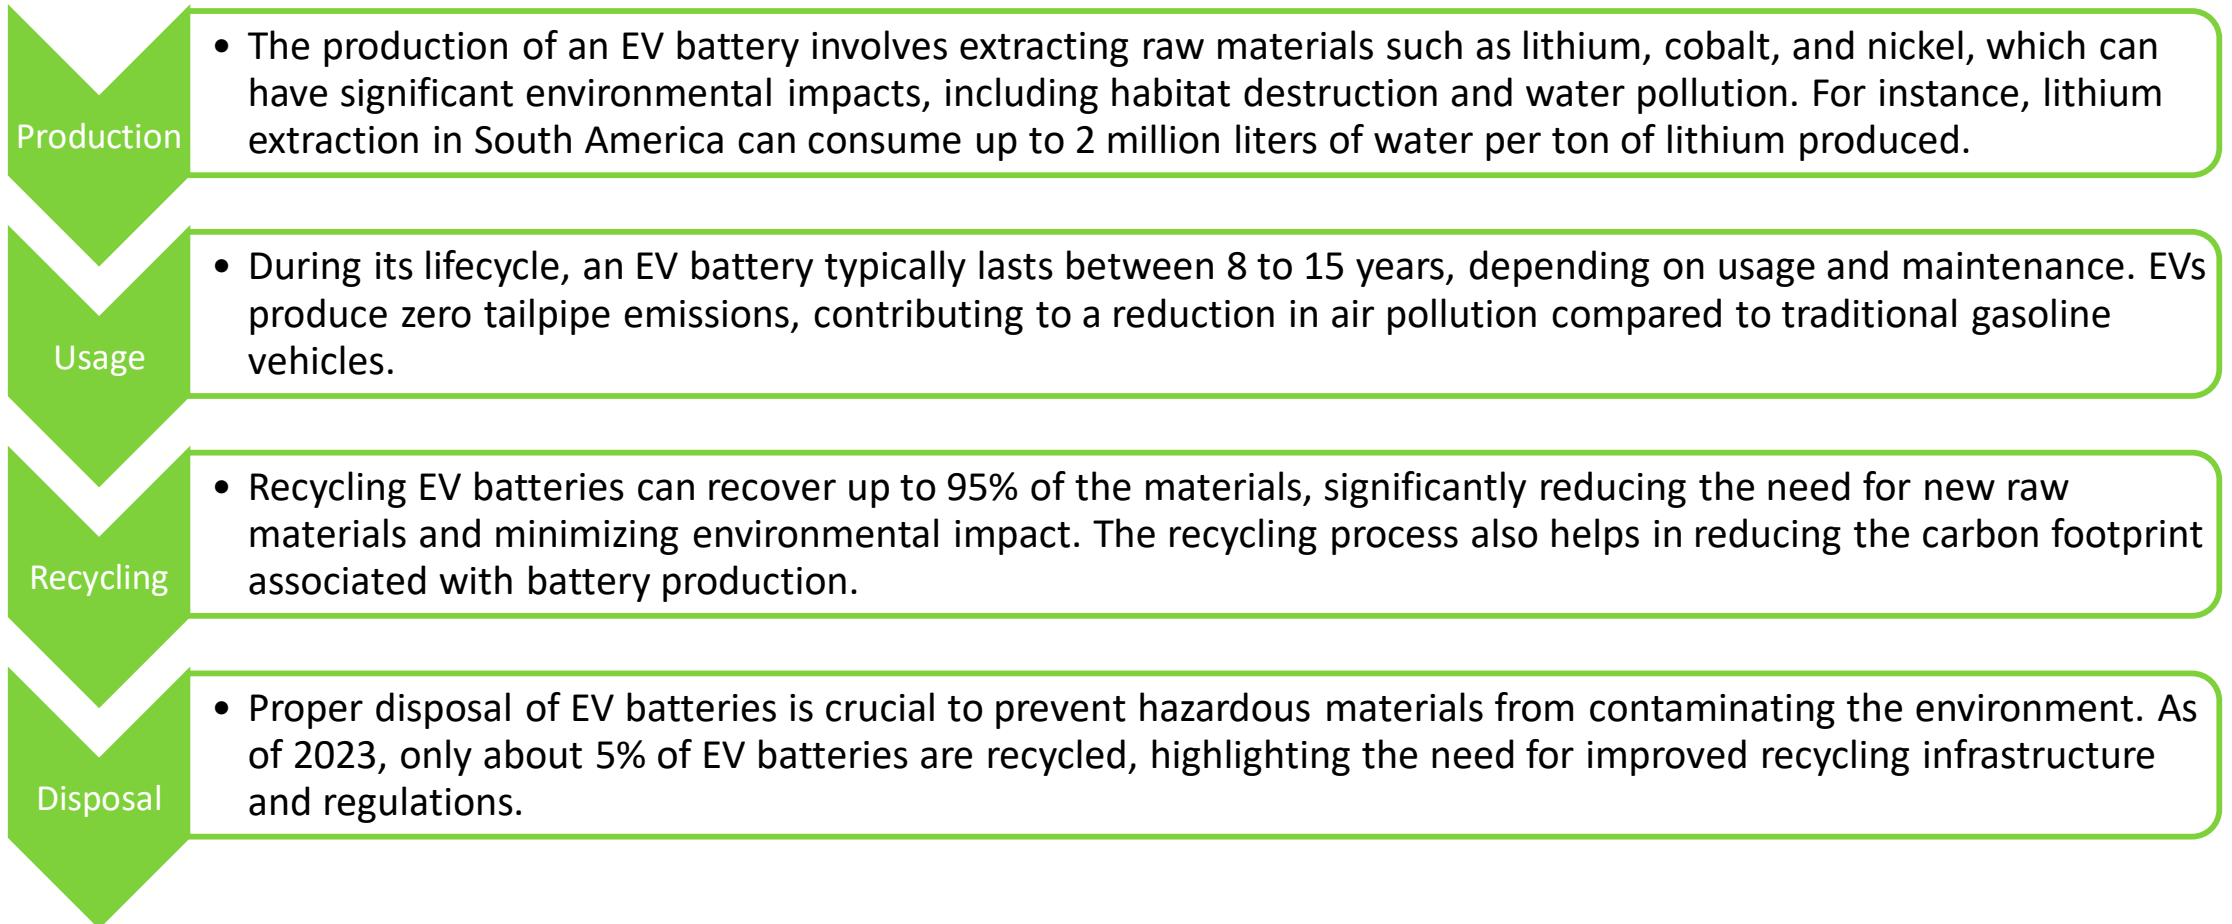 Production
• The production of an EV battery involves extracting raw materials such as lithium, cobalt, and nickel, which can
have significant environmental impacts, including habitat destruction and water pollution. For instance, lithium
extraction in South America can consume up to 2 million liters of water per ton of lithium produced.
Usage
• During its lifecycle, an EV battery typically lasts between 8 to 15 years, depending on usage and maintenance. EVs
produce zero tailpipe emissions, contributing to a reduction in air pollution compared to traditional gasoline
vehicles.
Recycling
• Recycling EV batteries can recover up to 95% of the materials, significantly reducing the need for new raw
materials and minimizing environmental impact. The recycling process also helps in reducing the carbon footprint
associated with battery production.
Disposal
• Proper disposal of EV batteries is crucial to prevent hazardous materials from contaminating the environment. As
of 2023, only about 5% of EV batteries are recycled, highlighting the need for improved recycling infrastructure
and regulations.